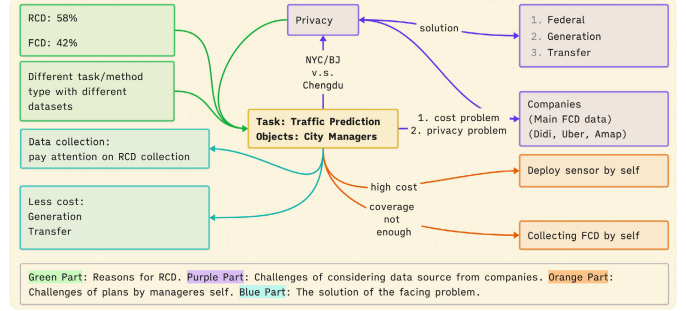 RCD: 58%
FCD: 42%
Different task/method
type with different
datasets
Data collection:
pay attention on RCD collection
Less cost:
Generation
Transfer
Privacy
NYC/BJ
v.s.
Chengdu
Task: Traffic Prediction
Objects: City Managers
solution
1. Federal
2. Generation
3. Transfer
1. cost problem
2. privacy problem
Companies
(Main FCD data)
(Didi, Uber, Amap)
high cost
Deploy sensor by self
coverage
not
enough
Collecting FCD by self
Green Part: Reasons for RCD. Purple Part: Challenges of considering data source from companies. Orange Part:
Challenges of plans by manageres self. Blue Part: The solution of the facing problem.